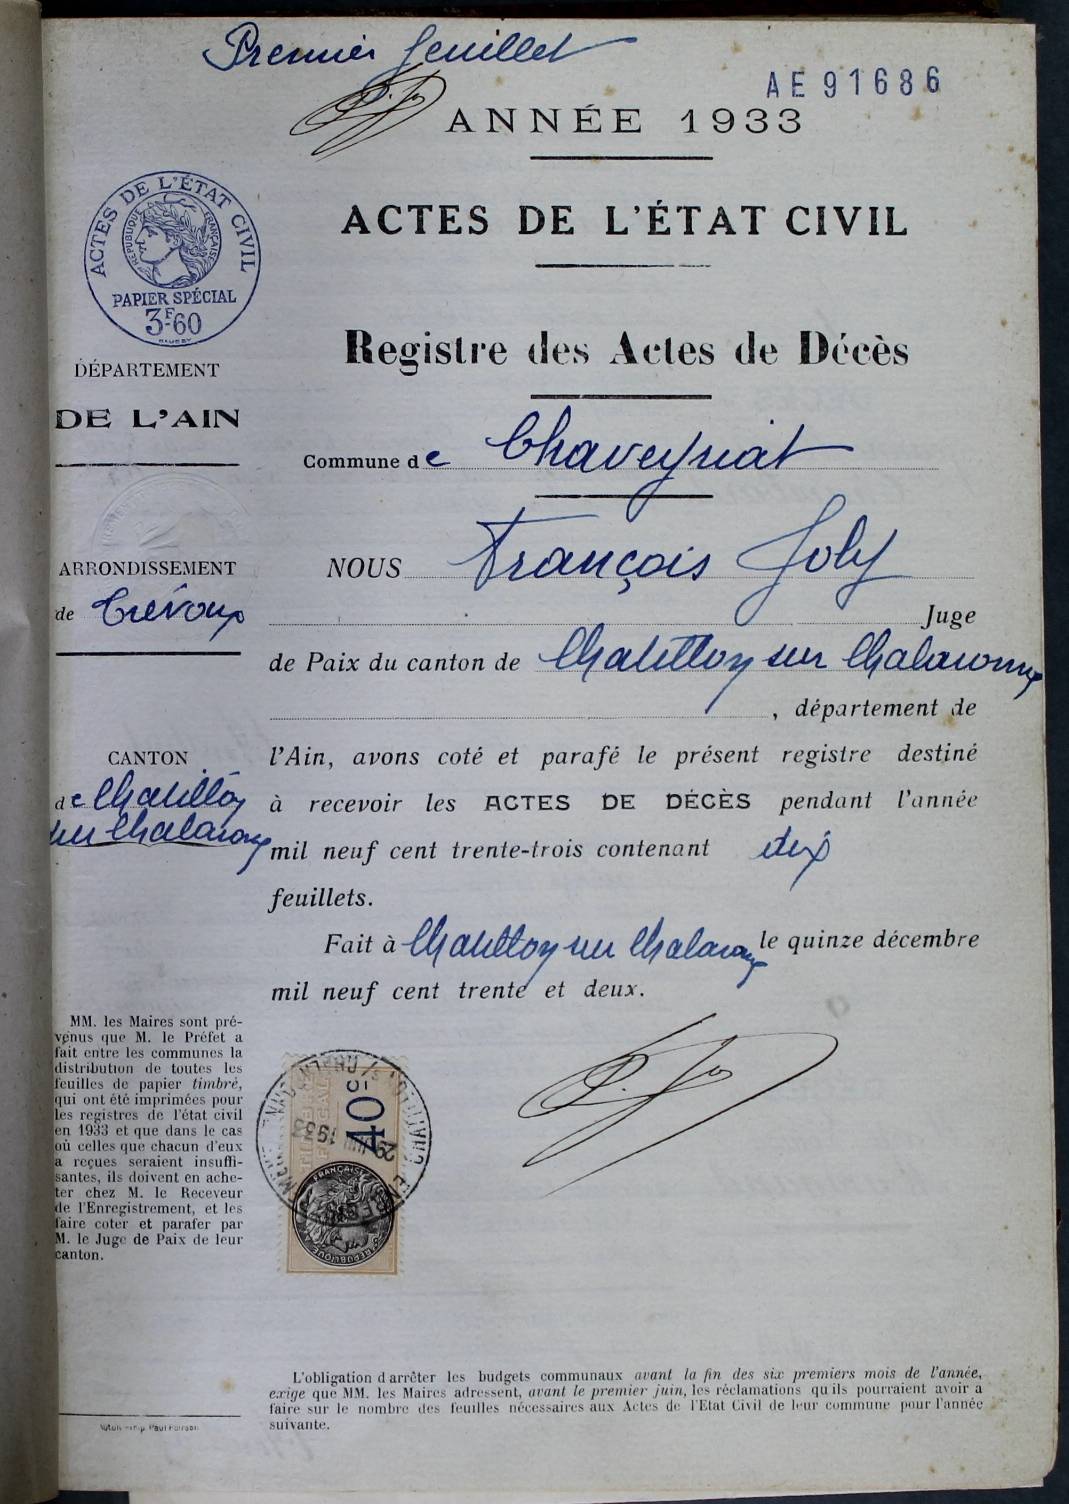 Premier feuillet
AE 91686
ANNÉE 1933
ACTES DE L'ÉTAT CIVIL
RÉPUBLIQUE FRANÇAISE
PAPIER SPÉCIAL
3F.60
ACTES DE L'ÉTAT CIVIL
Registre des Actes de Décès
DÉPARTEMENT
DE L'AIN
Commune de Chaveyriat
ARRONDISSEMENT
de Trévoux
NOUS François Joly
Juge
de Paix du canton de Chatillon sur Chalaronne
, département de
CANTON
de Chatillon
sur Chalaronne
l'Ain, avons coté et parafé le présent registre destiné
à recevoir les ACTES DE DÉCÈS pendant l'année
mil neuf cent trente-trois contenant dix
feuillets.
Fait à Chatillon sur Chalaronne le quinze décembre
mil neuf cent trente et deux.
MM. les Maires sont pré-
venus que M. le Préfet a
fait entre les communes la
distribution de toutes les
feuilles de papier timbré,
qui ont été imprimées pour
les registres de l'état civil
en 1933 et que dans le cas
où celles que chacun d'eux
a reçues seraient insuffi-
santes, ils doivent en ache-
ter chez M. le Receveur
de l'Enregistrement, et les
faire coter et parafer par
M. le Juge de Paix de leur
canton.
TIMBRE
FISCAL
40c
1933
L'obligation d'arrêter les budgets communaux avant la fin des six premiers mois de l'année,
exige que MM. les Maires adressent, avant le premier juin, les réclamations qu'ils pourraient avoir a
faire sur le nombre des feuilles nécessaires aux Actes de l'Etat Civil de leur commune pour l'année
suivante.